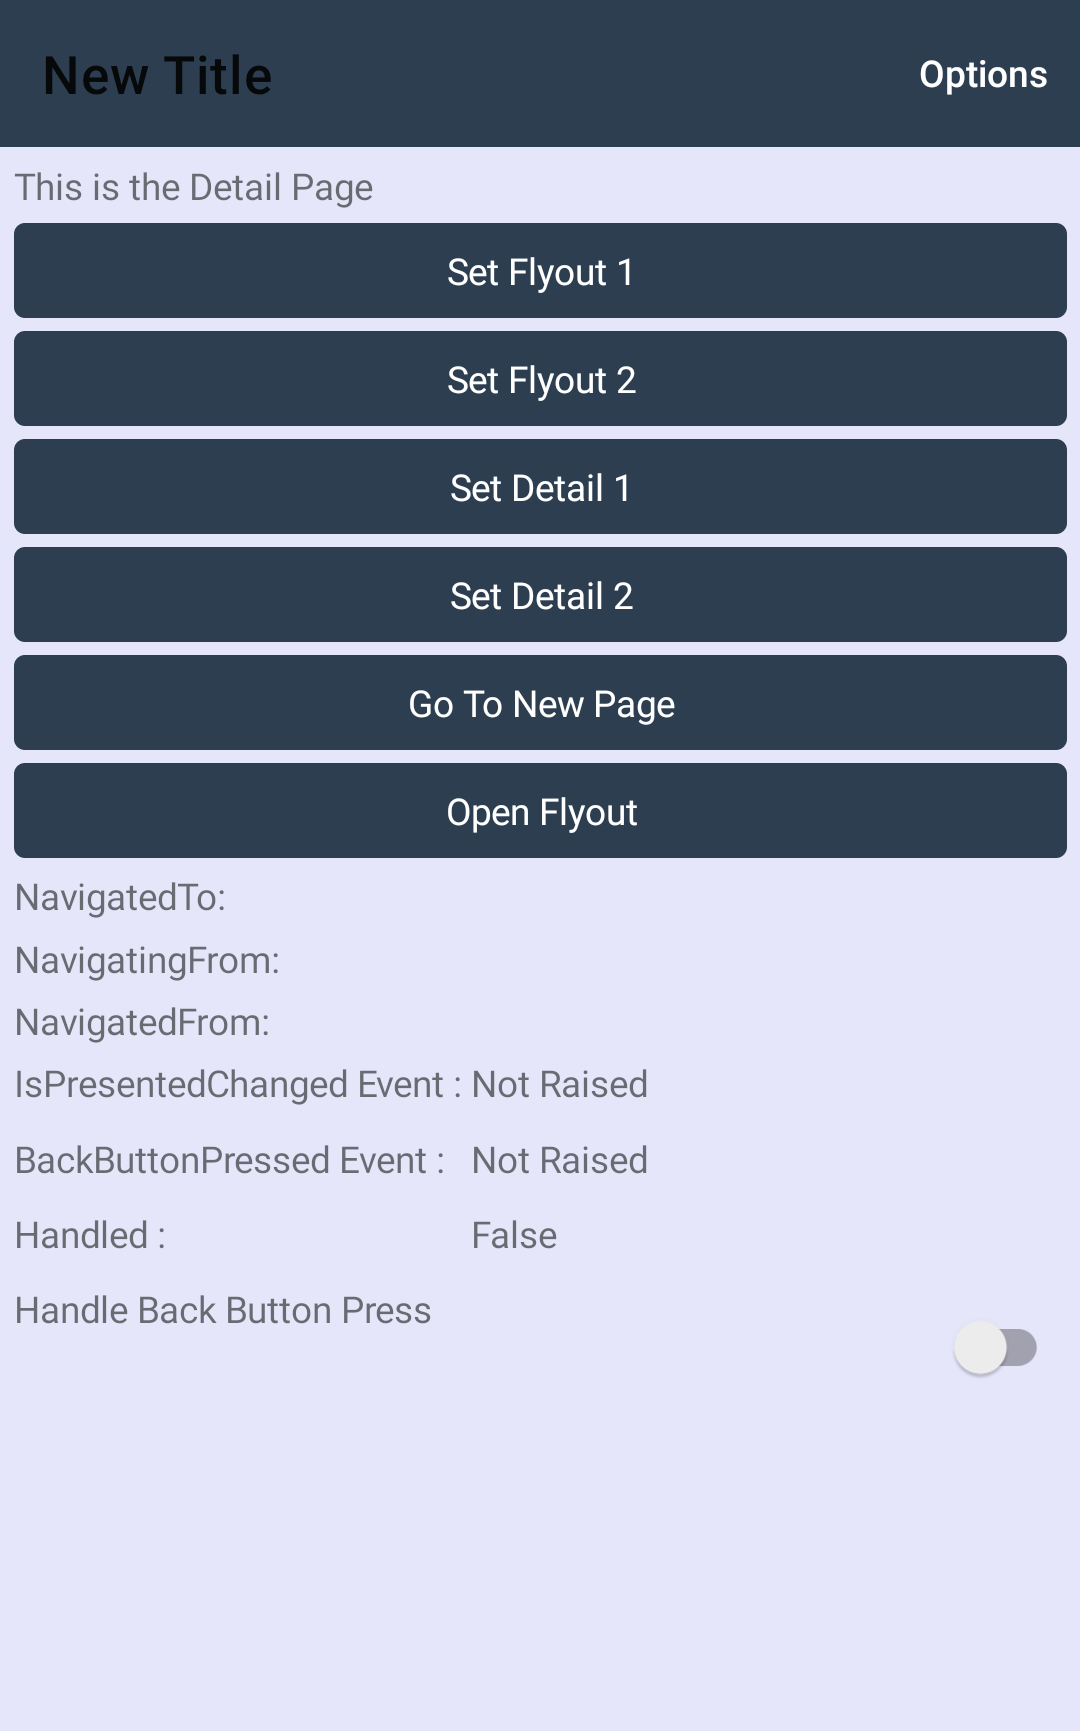 New Title
Options
This is the Detail Page
Set Flyout 1
Set Flyout 2
Set Detail 1
Set Detail 2
Go To New Page
Open Flyout
NavigatedTo:
NavigatingFrom:
NavigatedFrom:
IsPresentedChanged Event : Not Raised
BackButtonPressed Event : Not Raised
Handled : False
Handle Back Button Press